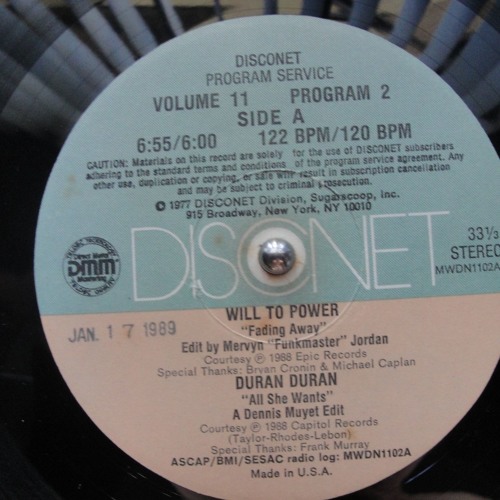 DISCONET
PROGRAM SERVICE
VOLUME 11 PROGRAM 2
SIDE A
6:55/6:00 122 BPM/120 BPM
CAUTION: Materials on this record are solely for the use of DISCONET subscribers
adhering to the standard terms and conditions of the program service agreement. Any
other use, duplication or copying, or sale will result in subscription cancellation
and may be subject to criminal prosecution.
© 1977 DISCONET Division, Sugarscoop, Inc.
915 Broadway, New York, NY 10010
DISCONET
33⅓
STEREO
MWDN1102A
Direct Metal
DMM
Mastering
WILL TO POWER
JAN. 17 1989
"Fading Away"
Edit by Mervyn "Funkmaster" Jordan
Courtesy ℗ 1988 Epic Records
Special Thanks: Bryan Cronin & Michael Caplan
DURAN DURAN
"All She Wants"
A Dennis Muyet Edit
Courtesy ℗ 1988 Capitol Records
(Taylor-Rhodes-Lebon)
Special Thanks: Frank Murray
ASCAP/BMI/SESAC radio log: MWDN1102A
Made in U.S.A.